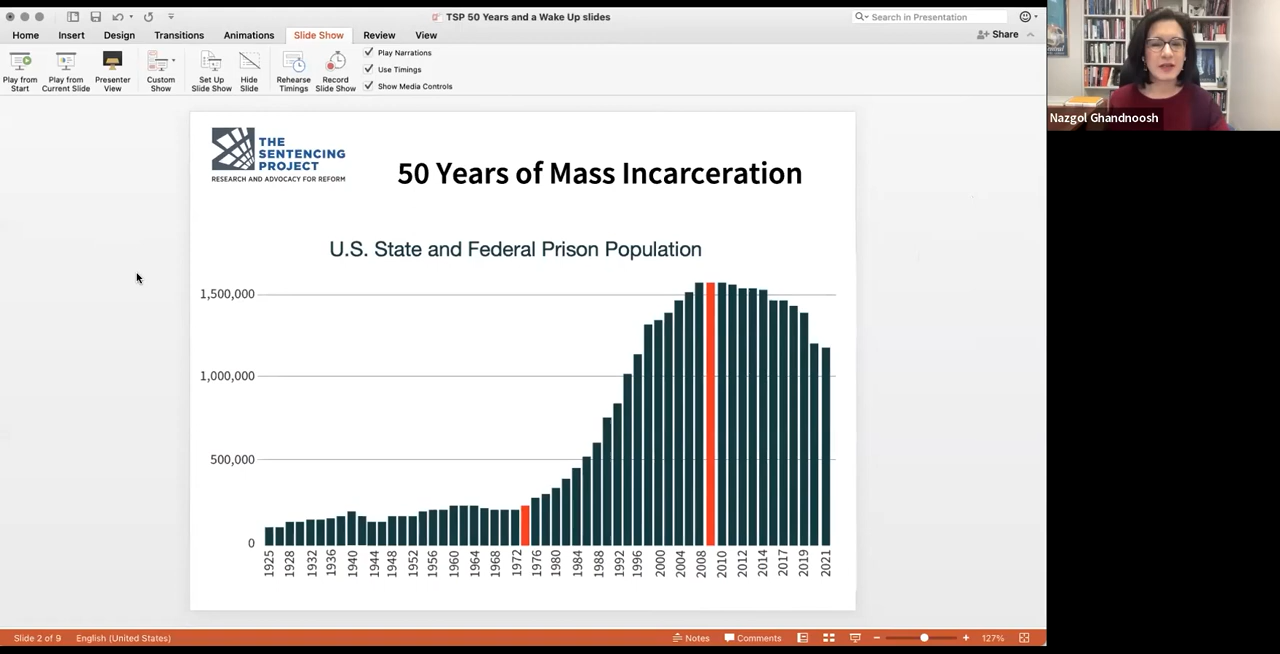 TSP 50 Years and a Wake Up slides
Search in Presentation
Home Insert Design Transitions Animations Slide Show Review View
Share
Play from Start
Play from Current Slide
Presenter View
Custom Show
Set Up Slide Show
Hide Slide
Rehearse Timings
Record Slide Show
Play Narrations
Use Timings
Show Media Controls
Nazgol Ghandnoosh
THE
SENTENCING
PROJECT
RESEARCH AND ADVOCACY FOR REFORM
50 Years of Mass Incarceration
U.S. State and Federal Prison Population
1,500,000
1,000,000
500,000
0
1925 1928 1932 1936 1940 1944 1948 1952 1956 1960 1964 1968 1972 1976 1980 1984 1988 1992 1996 2000 2004 2008 2010 2012 2014 2017 2019 2021
Slide 2 of 9 English (United States) Notes Comments 127%